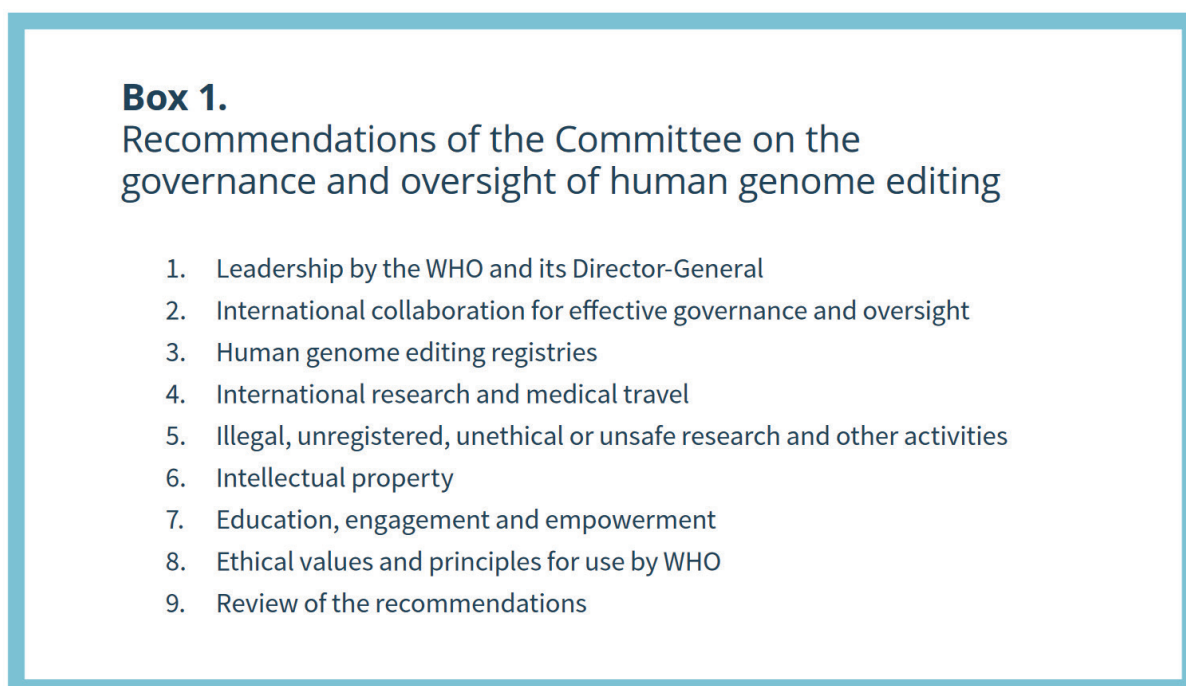 Box 1.
Recommendations of the Committee on the
governance and oversight of human genome editing
1. Leadership by the WHO and its Director-General
2. International collaboration for effective governance and oversight
3. Human genome editing registries
4. International research and medical travel
5. Illegal, unregistered, unethical or unsafe research and other activities
6. Intellectual property
7. Education, engagement and empowerment
8. Ethical values and principles for use by WHO
9. Review of the recommendations